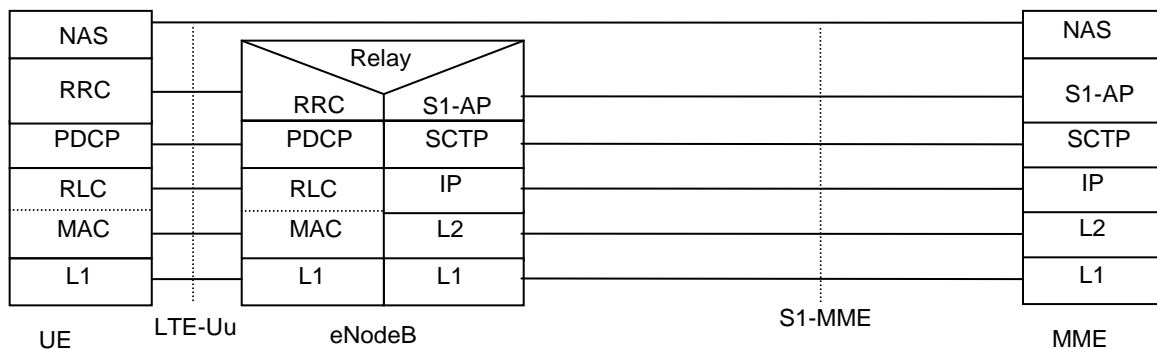 NAS
NAS
Relay
RRC
RRC
S1-AP
S1-AP
PDCP
PDCP
SCTP
SCTP
RLC
RLC
IP
IP
MAC
MAC
L2
L2
L1
L1
L1
L1
LTE-Uu
S1-MME
UE
eNodeB
MME